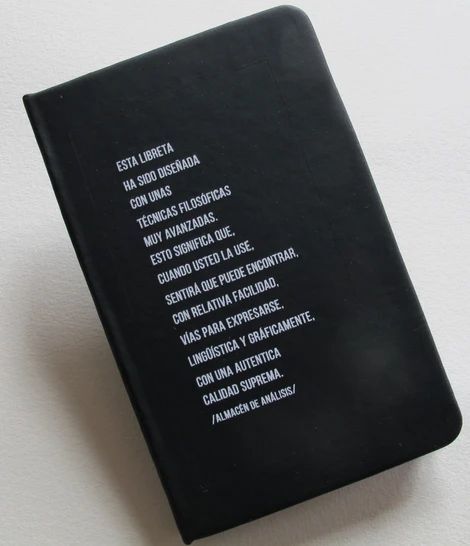 ESTA LIBRETA
HA SIDO DISEÑADA
CON UNAS
TÉCNICAS FILOSÓFICAS
MUY AVANZADAS.
ESTO SIGNIFICA QUE,
CUANDO USTED LA USE,
SENTIRÁ QUE PUEDE ENCONTRAR,
CON RELATIVA FACILIDAD,
VÍAS PARA EXPRESARSE,
LINGÜÍSTICA Y GRÁFICAMENTE,
CON UNA AUTENTICA
CALIDAD SUPREMA.
/ALMACÉN DE ANÁLISIS/